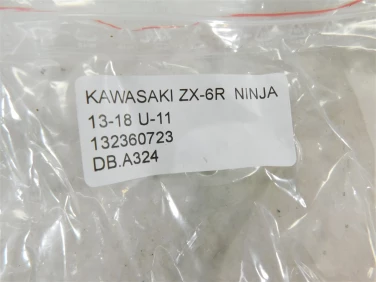 KAWASAKI ZX-6R NINJA
13-18 U-11
132360723
DB.A324